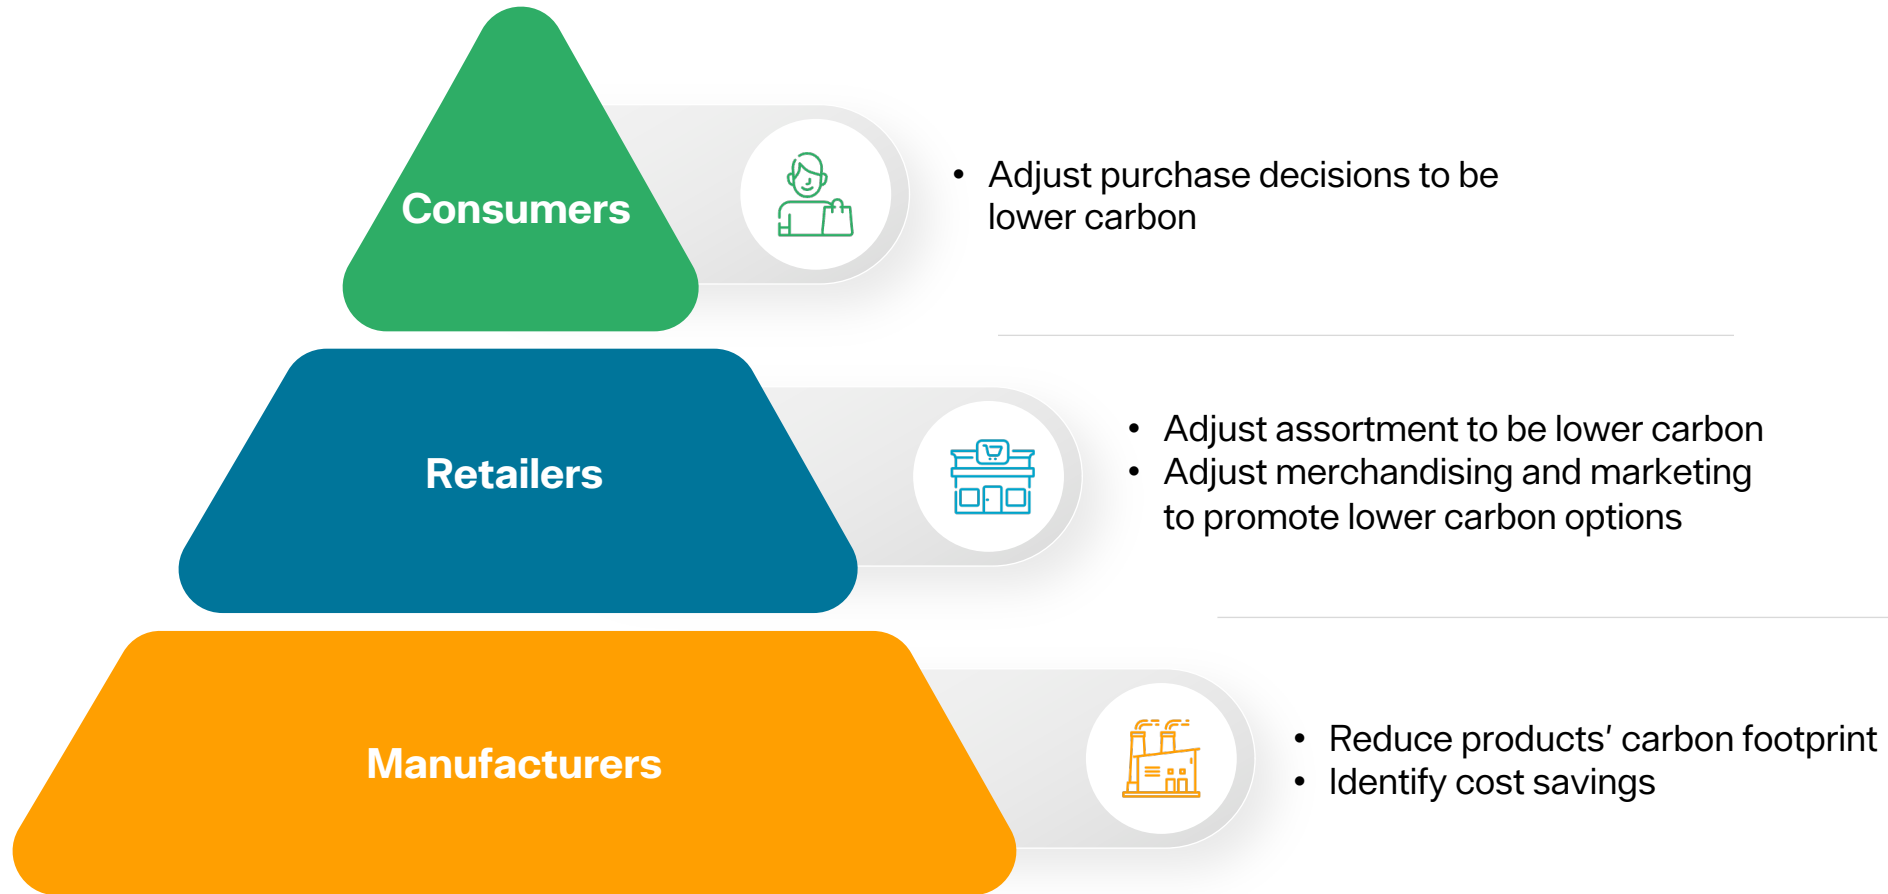 Consumers
• Adjust purchase decisions to be
lower carbon
Retailers
• Adjust assortment to be lower carbon
• Adjust merchandising and marketing
to promote lower carbon options
Manufacturers
• Reduce products’ carbon footprint
• Identify cost savings